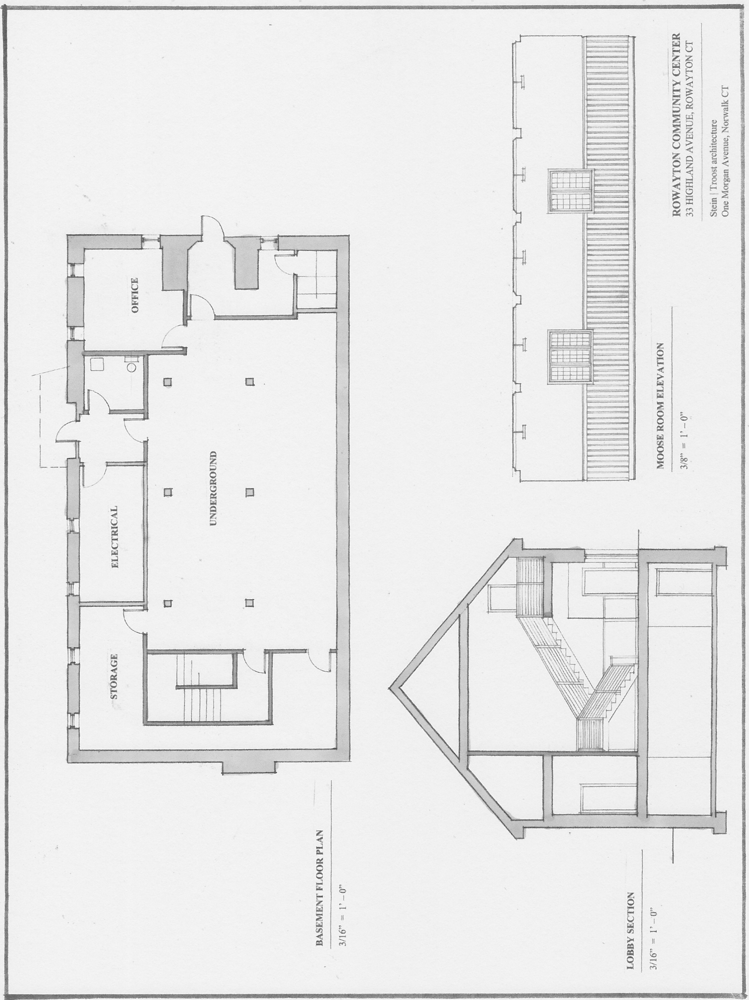 OFFICE
ELECTRICAL
STORAGE
UNDERGROUND
BASEMENT FLOOR PLAN
3/16" = 1' – 0"
LOBBY SECTION
3/16" = 1' – 0"
MOOSE ROOM ELEVATION
3/8" = 1' – 0"
ROWAYTON COMMUNITY CENTER
33 HIGHLAND AVENUE, ROWAYTON CT
Stein | Troost architecture
One Morgan Avenue, Norwalk CT